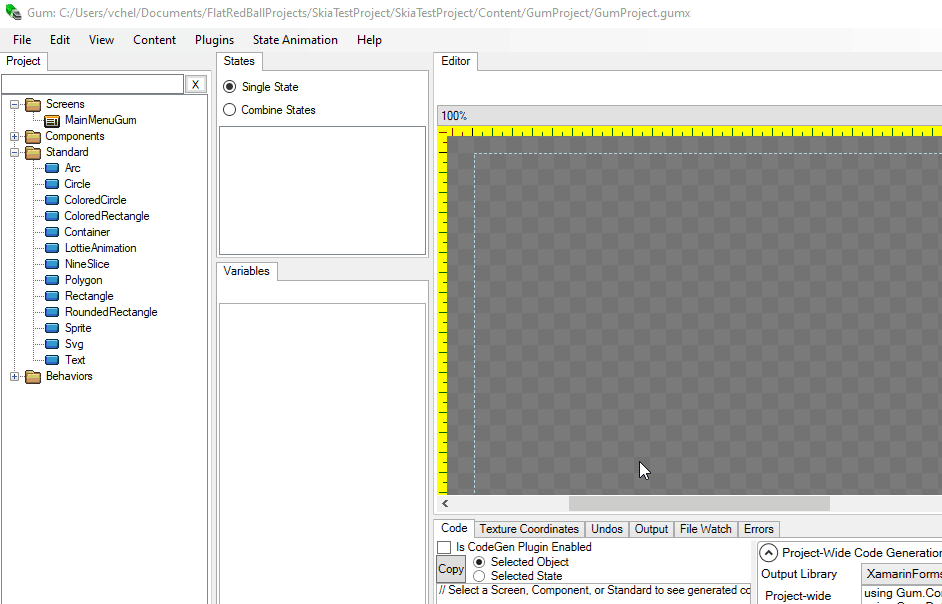 Gum: C:/Users/vchel/Documents/FlatRedBallProjects/SkiaTestProject/SkiaTestProject/Content/GumProject/GumProject.gumx
File Edit View Content Plugins State Animation Help
Project
X
Screens
MainMenuGum
Components
Standard
Arc
Circle
ColoredCircle
ColoredRectangle
Container
LottieAnimation
NineSlice
Polygon
Rectangle
RoundedRectangle
Sprite
Svg
Text
Behaviors
States
Single State
Combine States
Variables
Editor
100%
Code Texture Coordinates Undos Output File Watch Errors
Is CodeGen Plugin Enabled
Copy
Selected Object
Selected State
// Select a Screen, Component, or Standard to see generated co
Project-Wide Code Generation
Output Library XamarinForms
Project-wide using Gum.Co